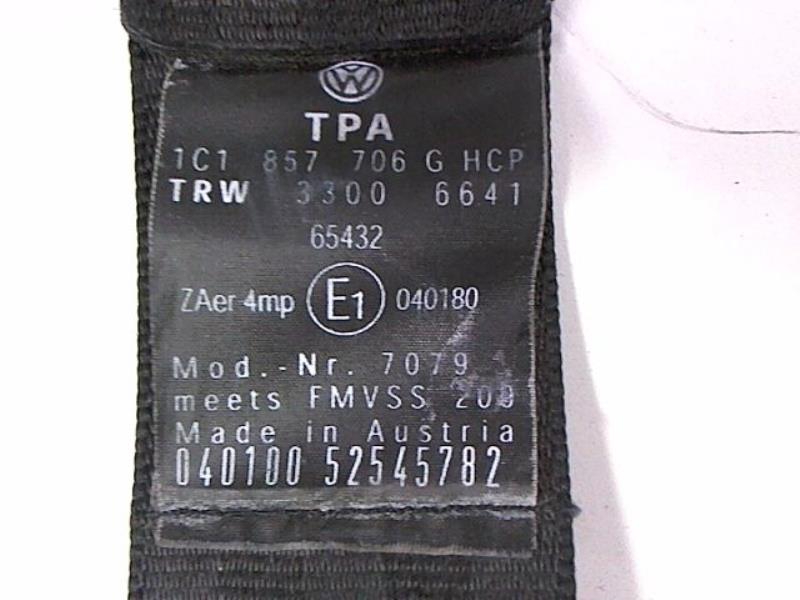 TPA
1C1 857 706 G HCP
TRW 3300 6641
65432
ZAer 4mp E1 040180
Mod.-Nr. 7079
meets FMVSS 209
Made in Austria
040100 52545782